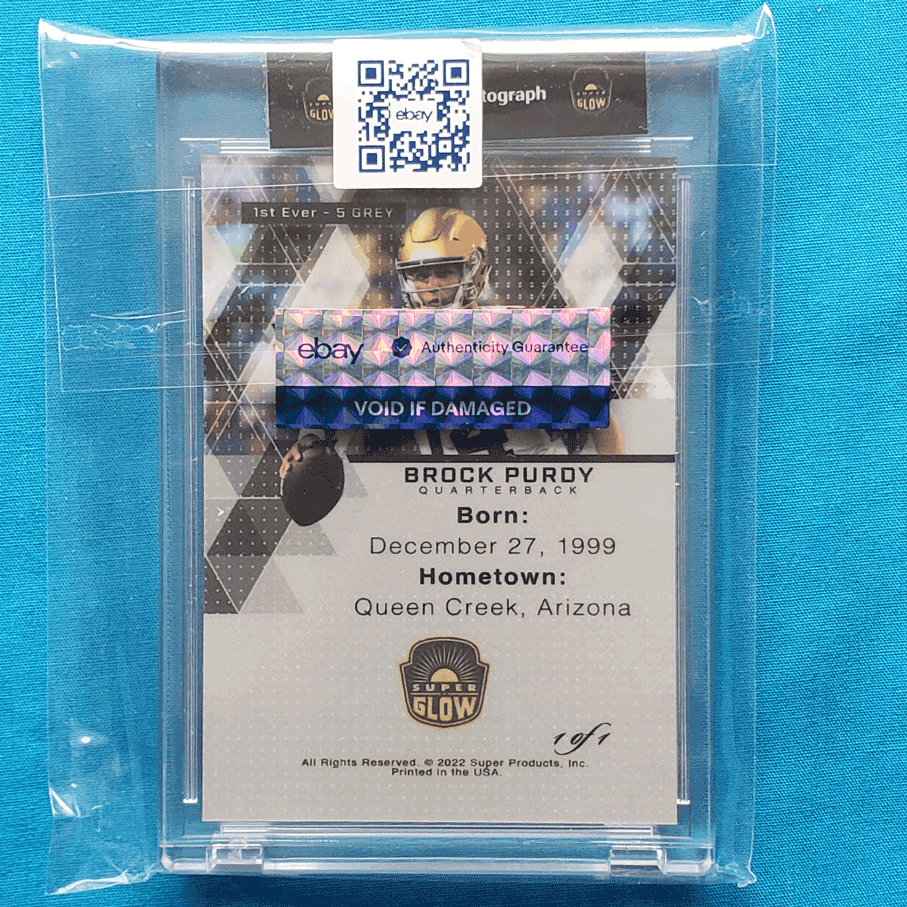 SUPER GLOW
ebay
tograph
SUPER GLOW
1st Ever - 5 GREY
ebay Authenticity Guarantee
VOID IF DAMAGED
BROCK PURDY
QUARTERBACK
Born:
December 27, 1999
Hometown:
Queen Creek, Arizona
SUPER
GLOW
1 of 1
All Rights Reserved. © 2022 Super Products, Inc.
Printed in the USA.